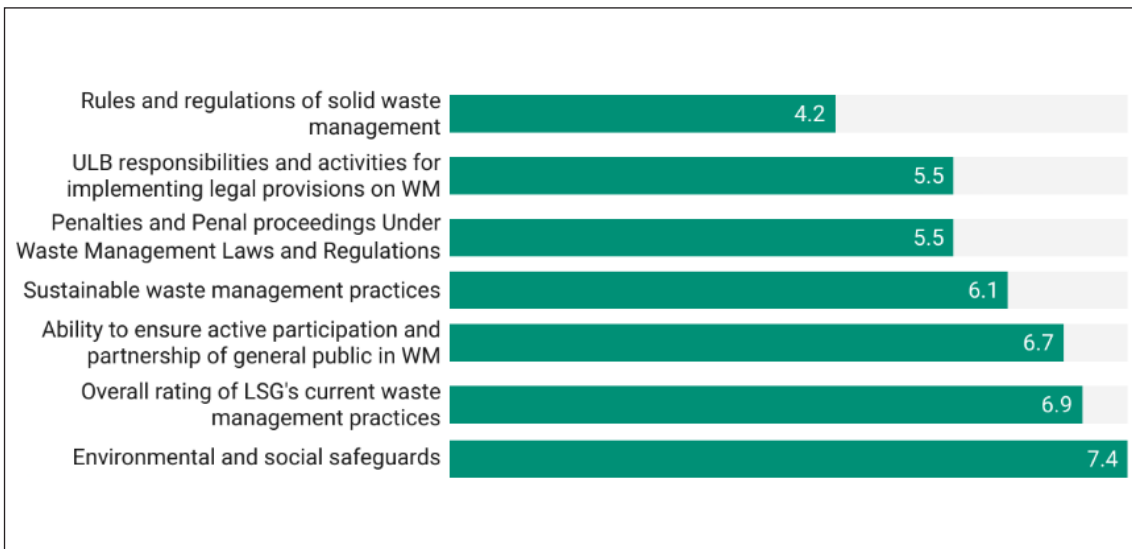 Rules and regulations of solid waste
management
4.2
ULB responsibilities and activities for
implementing legal provisions on WM
5.5
Penalties and Penal proceedings Under
Waste Management Laws and Regulations
5.5
Sustainable waste management practices
6.1
Ability to ensure active participation and
partnership of general public in WM
6.7
Overall rating of LSG's current waste
management practices
6.9
Environmental and social safeguards
7.4